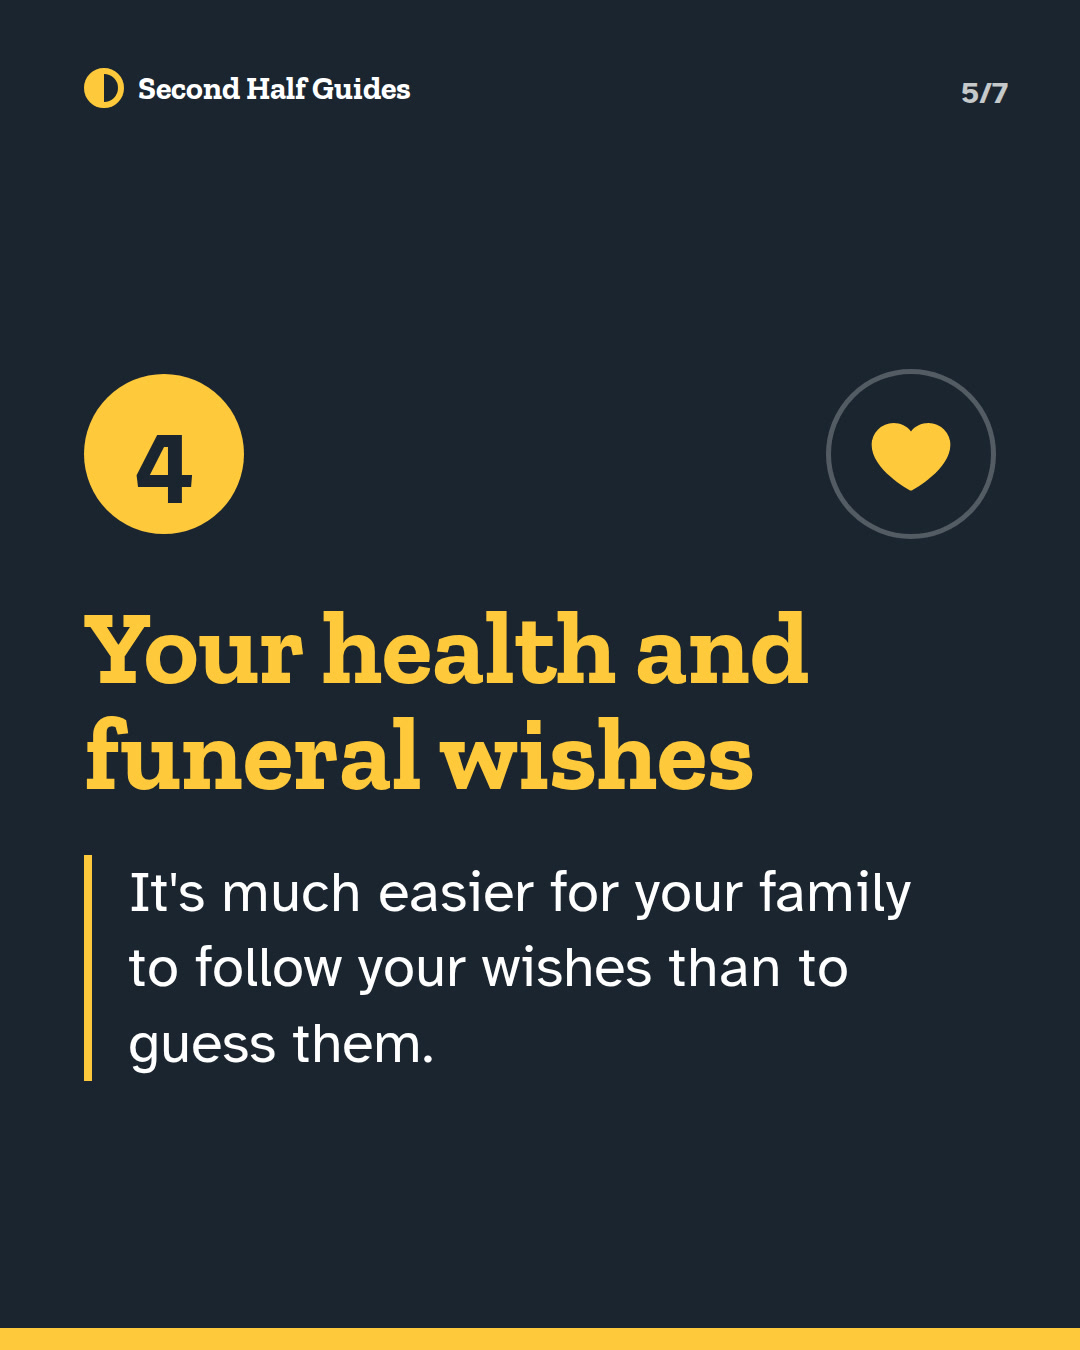 Second Half Guides
5/7
4
Your health and
funeral wishes
It's much easier for your family
to follow your wishes than to
guess them.